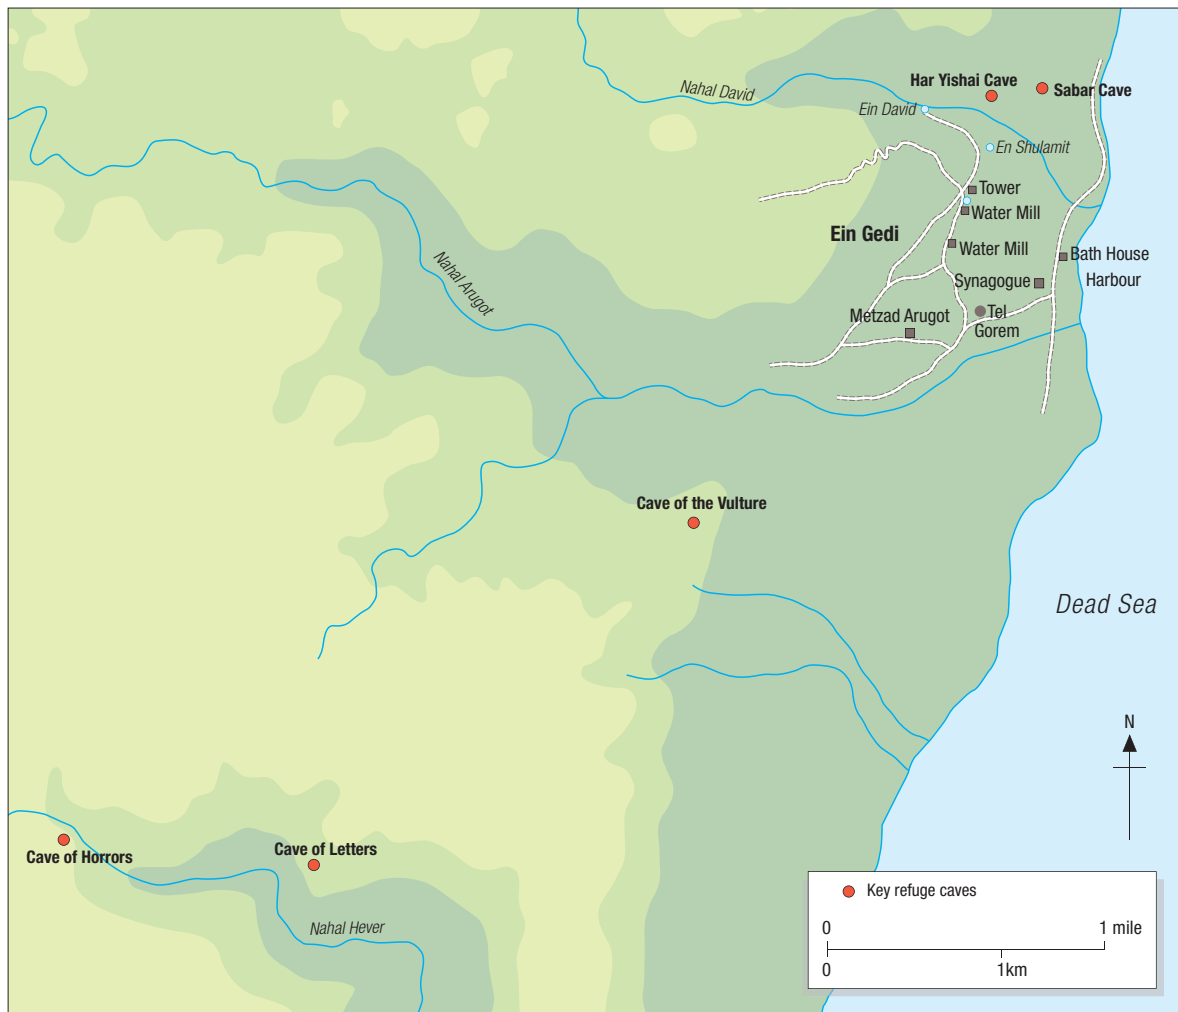 Nahal David
Har Yishai Cave
Sabar Cave
Ein David
En Shulamit
Tower
Water Mill
Ein Gedi
Water Mill
Bath House
Synagogue
Harbour
Nahal Arugot
Metzad Arugot
Tel
Gorem
Cave of the Vulture
Dead Sea
N
Cave of Horrors
Cave of Letters
Nahal Hever
Key refuge caves
0 1 mile
0 1km